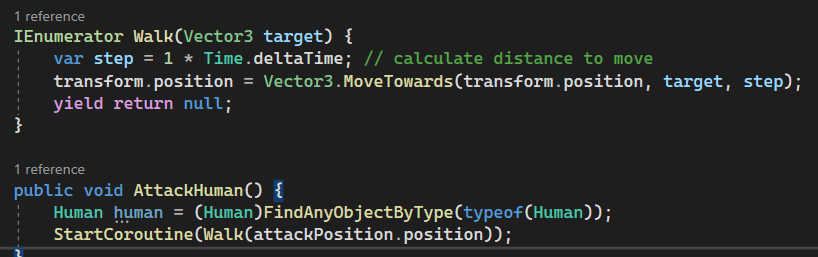 1 reference
IEnumerator Walk(Vector3 target) {
var step = 1 * Time.deltaTime; // calculate distance to move
transform.position = Vector3.MoveTowards(transform.position, target, step);
yield return null;
}
1 reference
public void AttackHuman() {
Human human = (Human)FindAnyObjectByType(typeof(Human));
StartCoroutine(Walk(attackPosition.position));
}